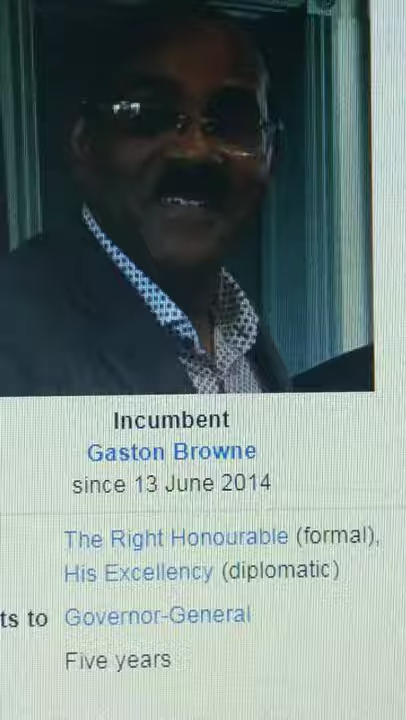 Incumbent
Gaston Browne
since 13 June 2014
The Right Honourable (formal),
His Excellency (diplomatic)
ts to Governor-General
Five years